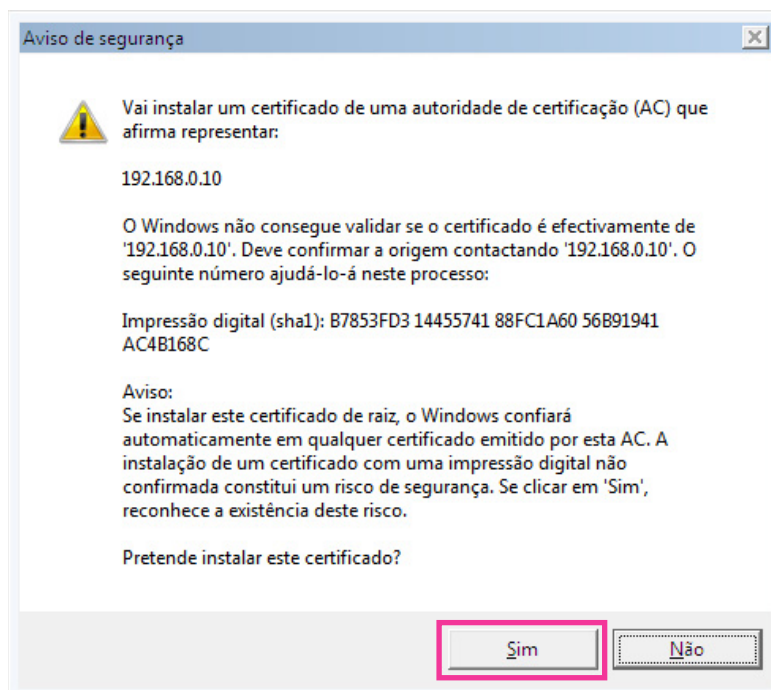 Aviso de segurança
Vai instalar um certificado de uma autoridade de certificação (AC) que
afirma representar:
192.168.0.10
O Windows não consegue validar se o certificado é efectivamente de
'192.168.0.10'. Deve confirmar a origem contactando '192.168.0.10'. O
seguinte número ajudá-lo-á neste processo:
Impressão digital (sha1): B7853FD3 14455741 88FC1A60 56B91941
AC4B168C
Aviso:
Se instalar este certificado de raiz, o Windows confiará
automaticamente em qualquer certificado emitido por esta AC. A
instalação de um certificado com uma impressão digital não
confirmada constitui um risco de segurança. Se clicar em 'Sim',
reconhece a existência deste risco.
Pretende instalar este certificado?
Sim Não